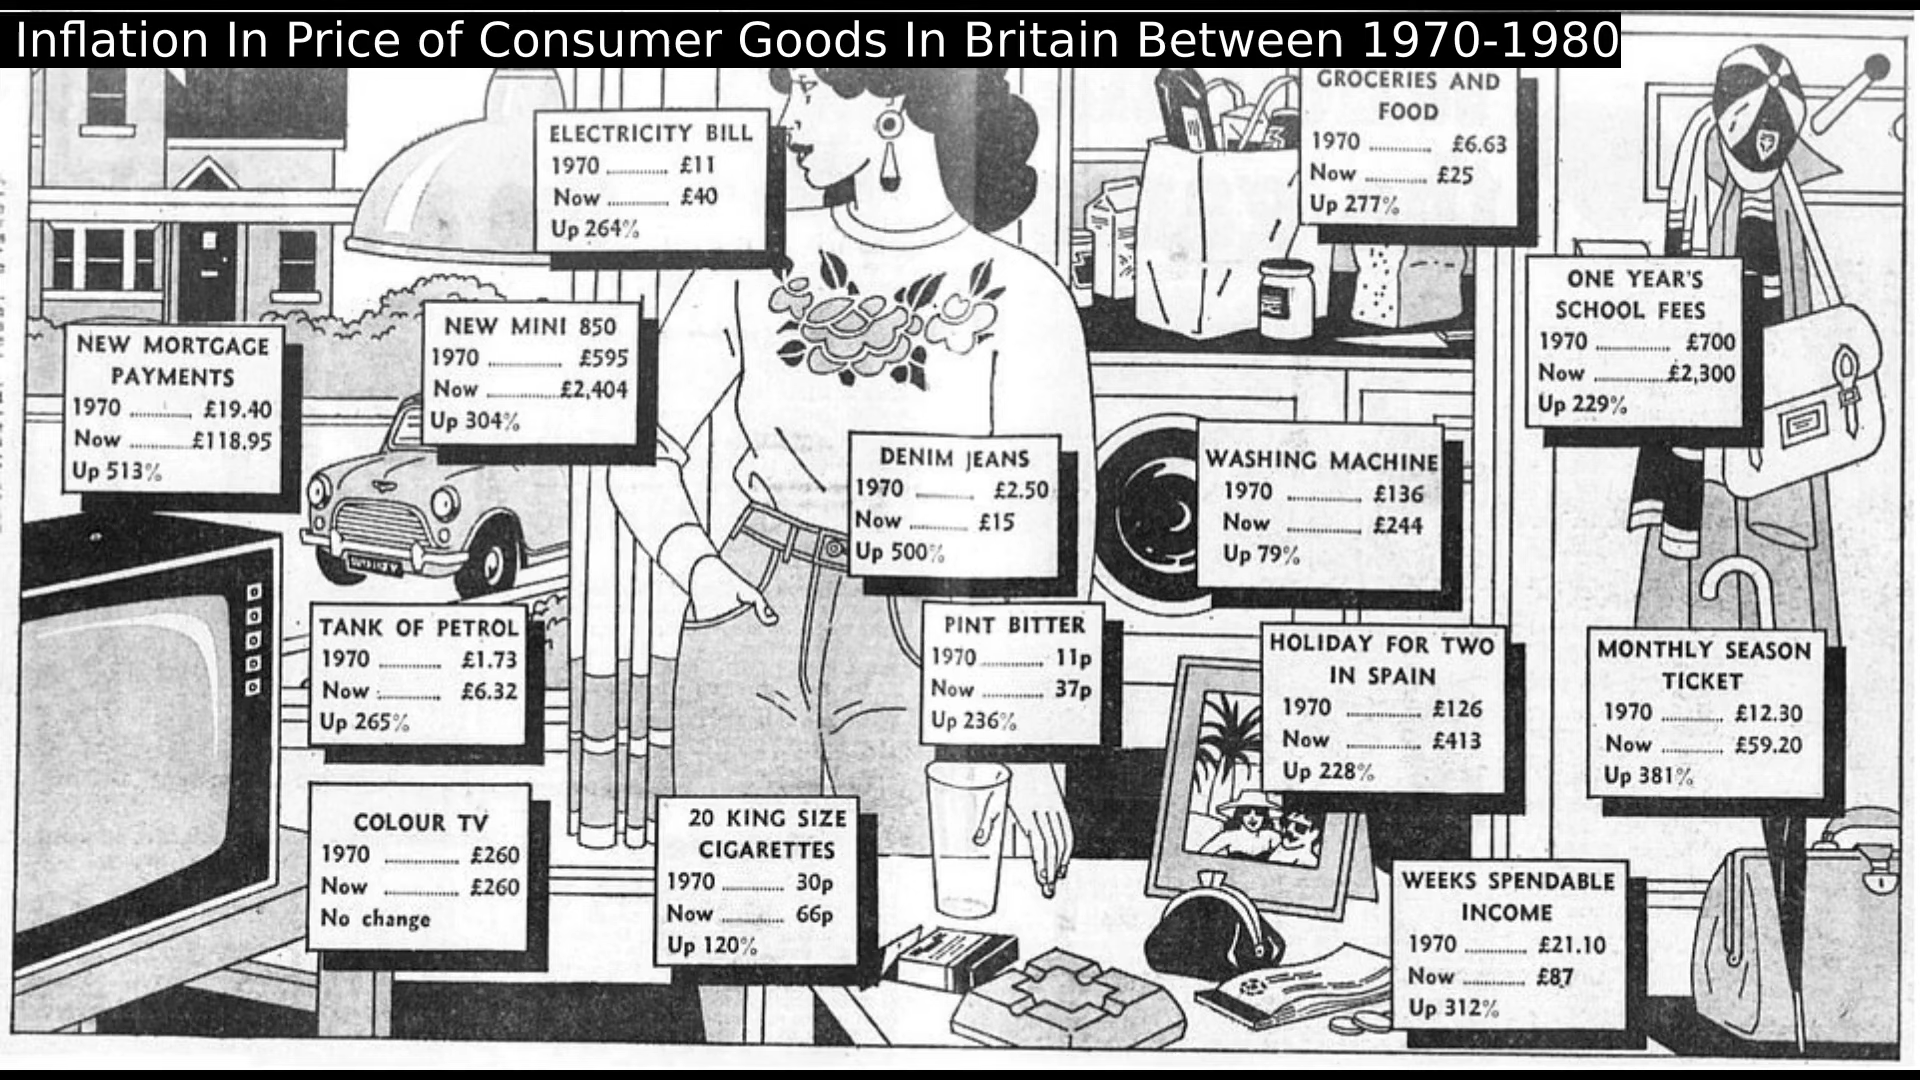 Inflation In Price of Consumer Goods In Britain Between 1970-1980
GROCERIES AND
FOOD
1970 .......... £6.63
Now .......... £25
Up 277%
ELECTRICITY BILL
1970 .......... £11
Now .......... £40
Up 264%
ONE YEAR'S
SCHOOL FEES
1970 .......... £700
Now .......... £2,300
Up 229%
NEW MINI 850
1970 .......... £595
Now .......... £2,404
Up 304%
NEW MORTGAGE
PAYMENTS
1970 .......... £19.40
Now .......... £118.95
Up 513%
DENIM JEANS
1970 .......... £2.50
Now .......... £15
Up 500%
WASHING MACHINE
1970 .......... £136
Now .......... £244
Up 79%
TANK OF PETROL
1970 .......... £1.73
Now .......... £6.32
Up 265%
PINT BITTER
1970 .......... 11p
Now .......... 37p
Up 236%
HOLIDAY FOR TWO
IN SPAIN
1970 .......... £126
Now .......... £413
Up 228%
MONTHLY SEASON
TICKET
1970 .......... £12.30
Now .......... £59.20
Up 381%
COLOUR TV
1970 .......... £260
Now .......... £260
No change
20 KING SIZE
CIGARETTES
1970 .......... 30p
Now .......... 66p
Up 120%
WEEKS SPENDABLE
INCOME
1970 .......... £21.10
Now .......... £87
Up 312%